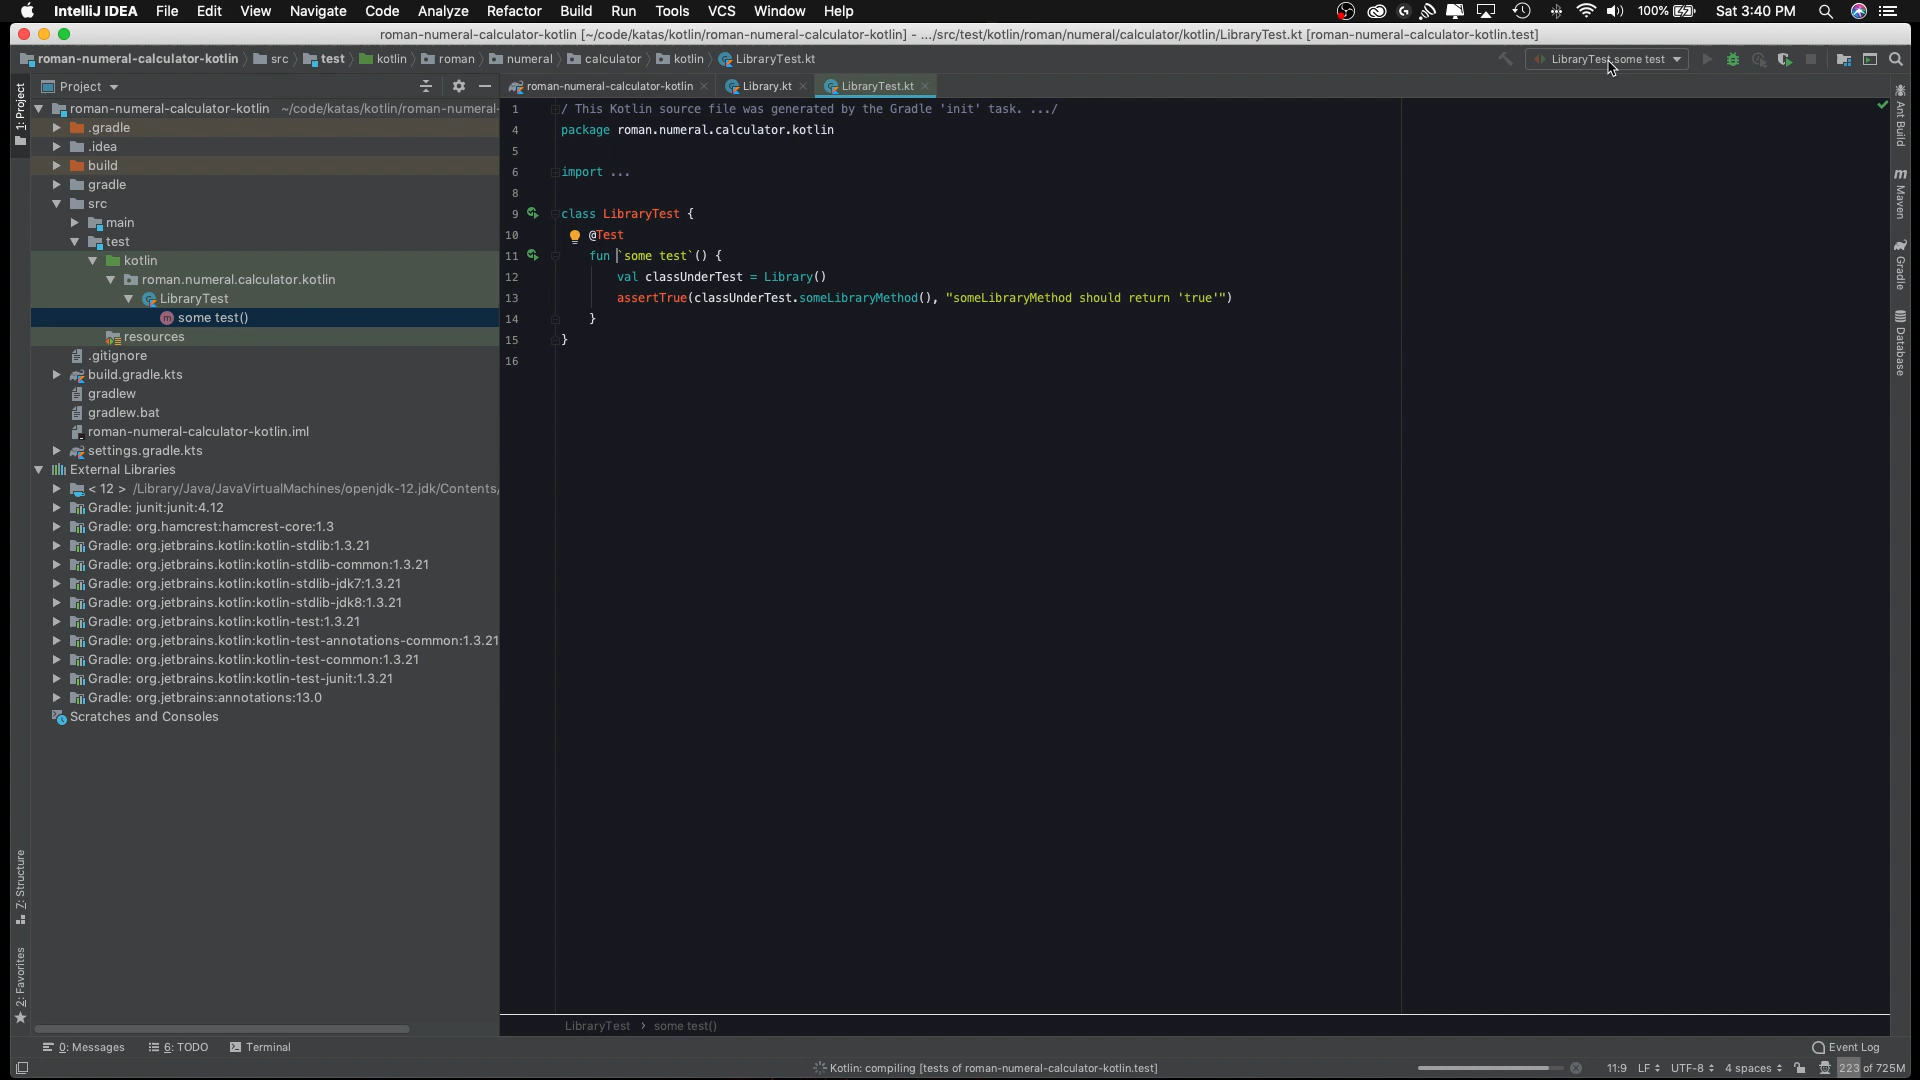 IntelliJ IDEA File Edit View Navigate Code Analyze Refactor Build Run Tools VCS Window Help 100% Sat 3:40 PM
roman-numeral-calculator-kotlin [~/code/katas/kotlin/roman-numeral-calculator-kotlin] - .../src/test/kotlin/roman/numeral/calculator/kotlin/LibraryTest.kt [roman-numeral-calculator-kotlin.test]
roman-numeral-calculator-kotlin src test kotlin roman numeral calculator kotlin LibraryTest.kt LibraryTest.some test
1: Project
Project
roman-numeral-calculator-kotlin Library.kt LibraryTest.kt
roman-numeral-calculator-kotlin ~/code/katas/kotlin/roman-numeral-
.gradle
.idea
build
gradle
src
main
test
kotlin
roman.numeral.calculator.kotlin
LibraryTest
some test()
resources
.gitignore
build.gradle.kts
gradlew
gradlew.bat
roman-numeral-calculator-kotlin.iml
settings.gradle.kts
External Libraries
< 12 > /Library/Java/JavaVirtualMachines/openjdk-12.jdk/Contents/
Gradle: junit:junit:4.12
Gradle: org.hamcrest:hamcrest-core:1.3
Gradle: org.jetbrains.kotlin:kotlin-stdlib:1.3.21
Gradle: org.jetbrains.kotlin:kotlin-stdlib-common:1.3.21
Gradle: org.jetbrains.kotlin:kotlin-stdlib-jdk7:1.3.21
Gradle: org.jetbrains.kotlin:kotlin-stdlib-jdk8:1.3.21
Gradle: org.jetbrains.kotlin:kotlin-test:1.3.21
Gradle: org.jetbrains.kotlin:kotlin-test-annotations-common:1.3.21
Gradle: org.jetbrains.kotlin:kotlin-test-common:1.3.21
Gradle: org.jetbrains.kotlin:kotlin-test-junit:1.3.21
Gradle: org.jetbrains:annotations:13.0
Scratches and Consoles
1 / This Kotlin source file was generated by the Gradle 'init' task. .../
4 package roman.numeral.calculator.kotlin
5
6 import ...
8
9 class LibraryTest {
10 @Test
11 fun `some test`() {
12 val classUnderTest = Library()
13 assertTrue(classUnderTest.someLibraryMethod(), "someLibraryMethod should return 'true'")
14 }
15 }
16
Ant Build
m Maven
Gradle
Database
Z: Structure
2: Favorites
LibraryTest › some test()
0: Messages 6: TODO Terminal Event Log
Kotlin: compiling [tests of roman-numeral-calculator-kotlin.test] 11:9 LF UTF-8 4 spaces 223 of 725M